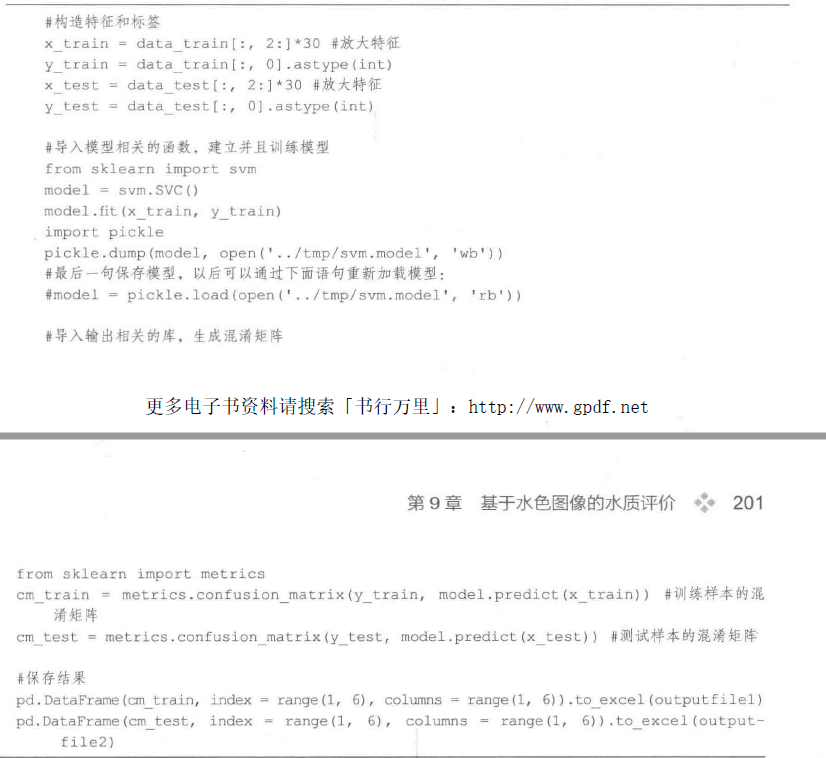 #构造特征和标签
x_train = data_train[:, 2:]*30 #放大特征
y_train = data_train[:, 0].astype(int)
x_test = data_test[:, 2:]*30 #放大特征
y_test = data_test[:, 0].astype(int)
#导入模型相关的函数，建立并且训练模型
from sklearn import svm
model = svm.SVC()
model.fit(x_train, y_train)
import pickle
pickle.dump(model, open('../tmp/svm.model', 'wb'))
#最后一句保存模型，以后可以通过下面语句重新加载模型:
#model = pickle.load(open('../tmp/svm.model', 'rb'))
#导入输出相关的库，生成混淆矩阵
更多电子书资料请搜索「书行万里」：http://www.gpdf.net
第9章 基于水色图像的水质评价 201
from sklearn import metrics
cm_train = metrics.confusion_matrix(y_train, model.predict(x_train)) #训练样本的混
淆矩阵
cm_test = metrics.confusion_matrix(y_test, model.predict(x_test)) #测试样本的混淆矩阵
#保存结果
pd.DataFrame(cm_train, index = range(1, 6), columns = range(1, 6)).to_excel(outputfile1)
pd.DataFrame(cm_test, index = range(1, 6), columns = range(1, 6)).to_excel(output-
file2)